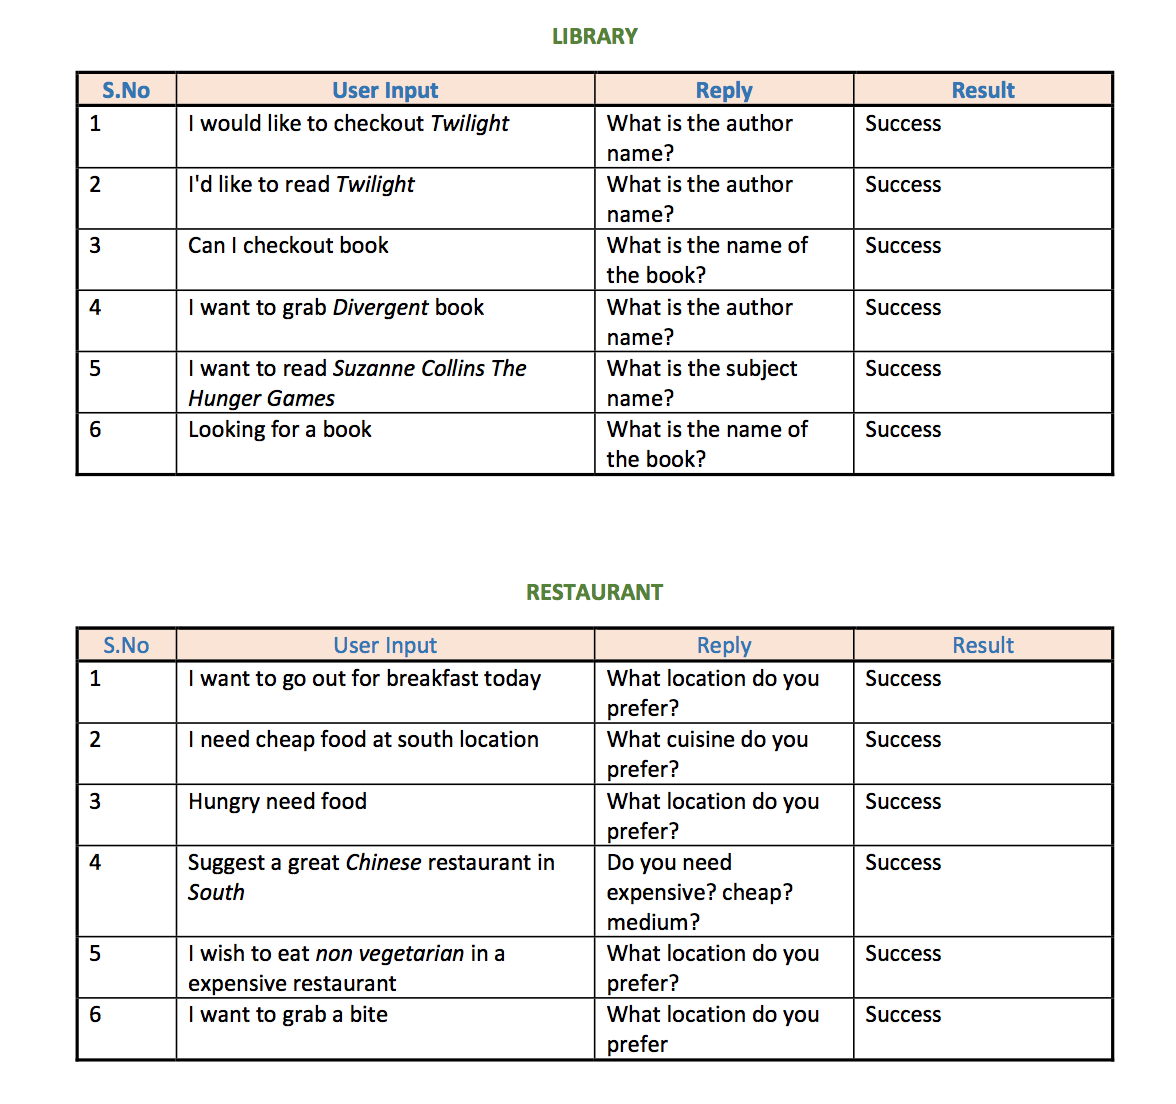 LIBRARY
S.No User Input Reply Result
1 I would like to checkout Twilight What is the author Success
name?
2 I'd like to read Twilight What is the author Success
name?
3 Can I checkout book What is the name of Success
the book?
4 I want to grab Divergent book What is the author Success
name?
5 I want to read Suzanne Collins The What is the subject Success
Hunger Games name?
6 Looking for a book What is the name of Success
the book?
RESTAURANT
S.No User Input Reply Result
1 I want to go out for breakfast today What location do you Success
prefer?
2 I need cheap food at south location What cuisine do you Success
prefer?
3 Hungry need food What location do you Success
prefer?
4 Suggest a great Chinese restaurant in Do you need Success
South expensive? cheap?
medium?
5 I wish to eat non vegetarian in a What location do you Success
expensive restaurant prefer?
6 I want to grab a bite What location do you Success
prefer